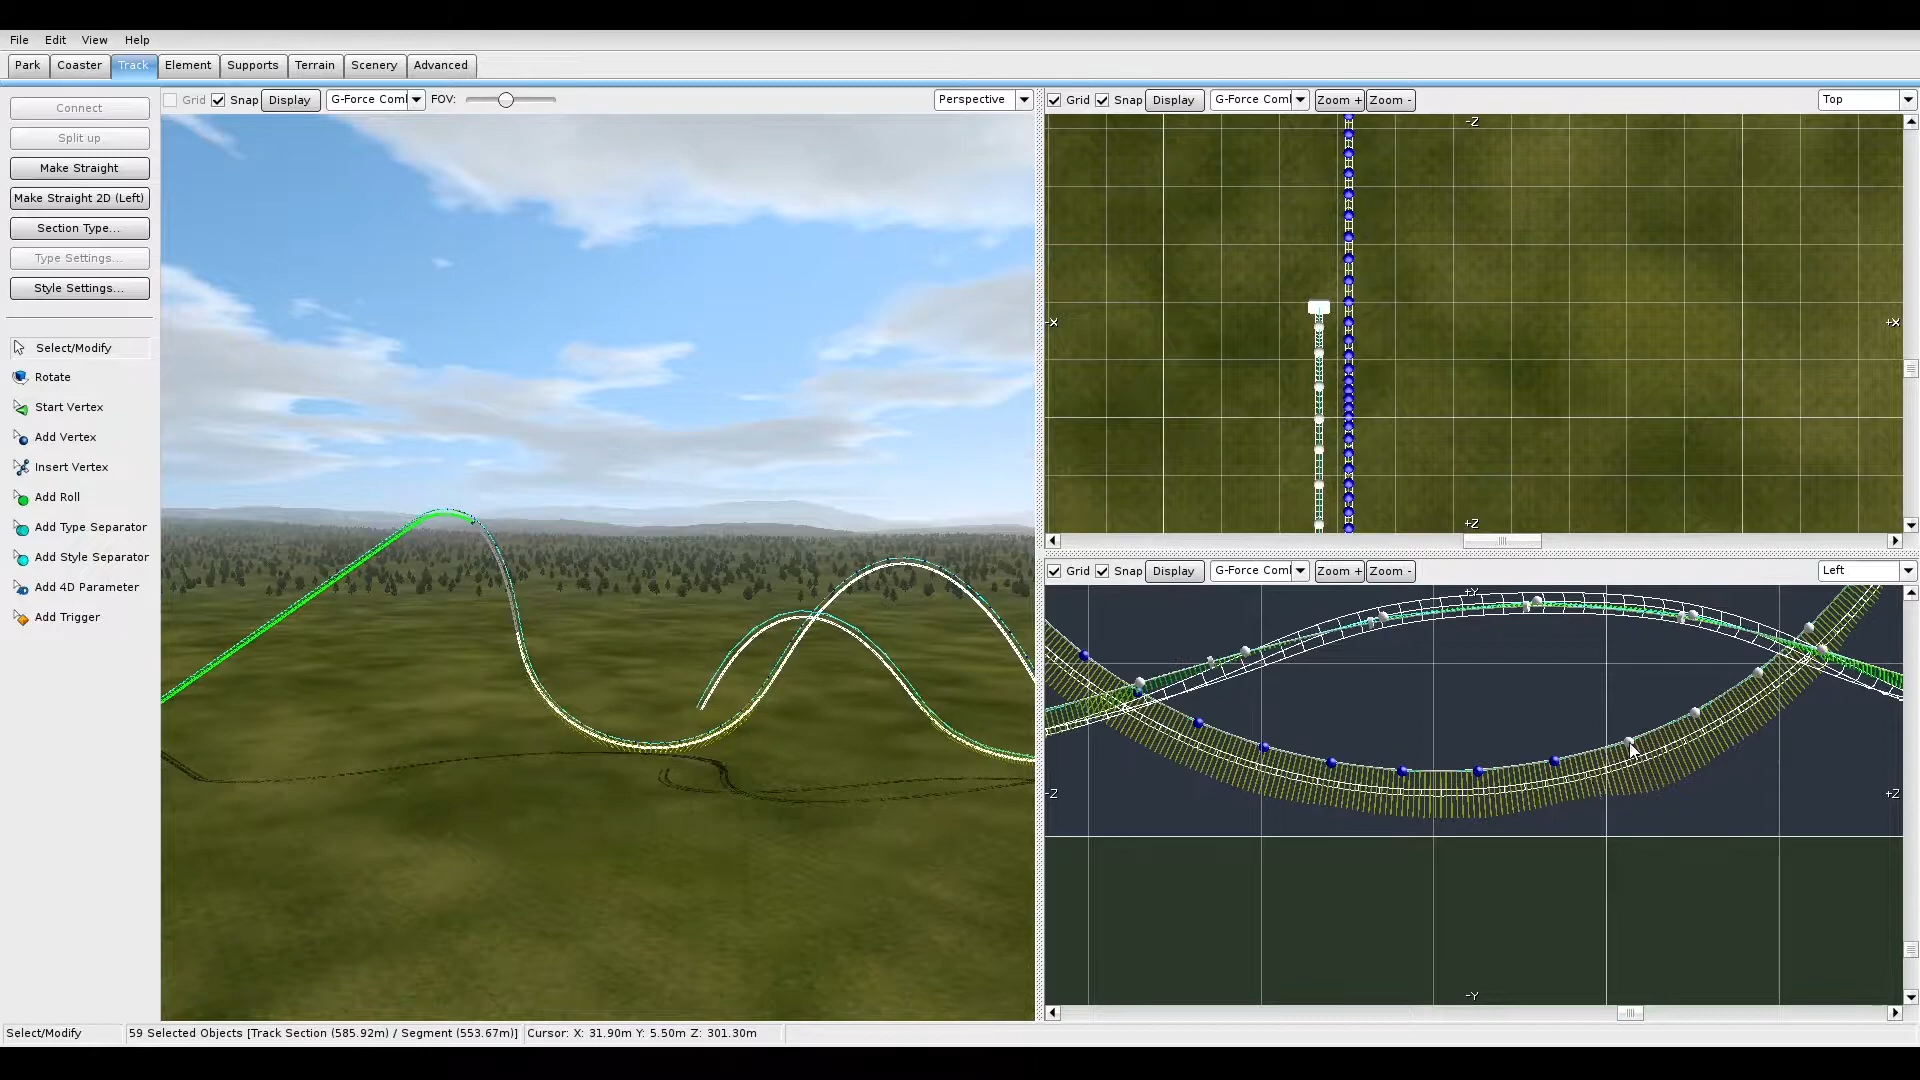 File Edit View Help
Park Coaster Track Element Supports Terrain Scenery Advanced
Connect
Split up
Make Straight
Make Straight 2D (Left)
Section Type...
Type Settings...
Style Settings...
Select/Modify
Rotate
Start Vertex
Add Vertex
Insert Vertex
Add Roll
Add Type Separator
Add Style Separator
Add 4D Parameter
Add Trigger
Grid Snap Display G-Force Coml FOV: Perspective
Grid Snap Display G-Force Coml Zoom + Zoom - Top
-Z
-X
+X
+Z
Grid Snap Display G-Force Coml Zoom + Zoom - Left
+Y
-Z
+Z
-Y
Select/Modify 59 Selected Objects [Track Section (585.92m) / Segment (553.67m)] Cursor: X: 31.90m Y: 5.50m Z: 301.30m